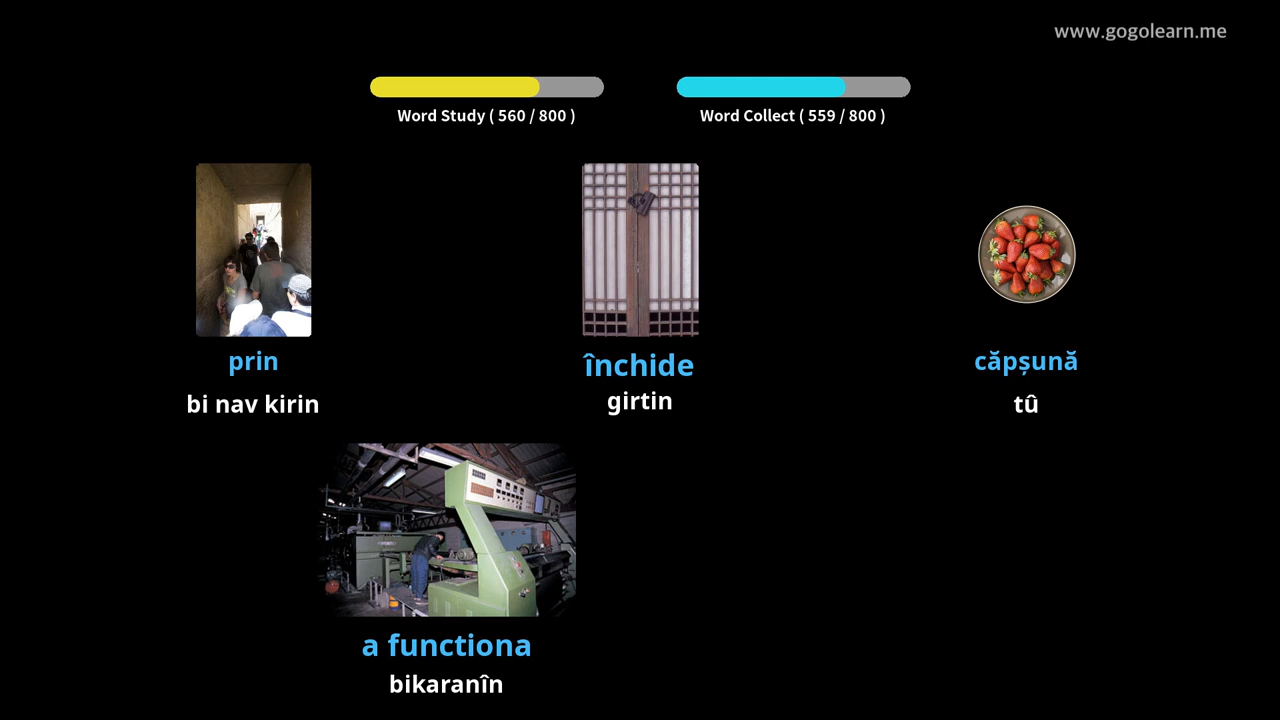 www.gogolearn.me
Word Study ( 560 / 800 )
Word Collect ( 559 / 800 )
prin
bi nav kirin
închide
girtin
căpșună
tû
a functiona
bikaranîn